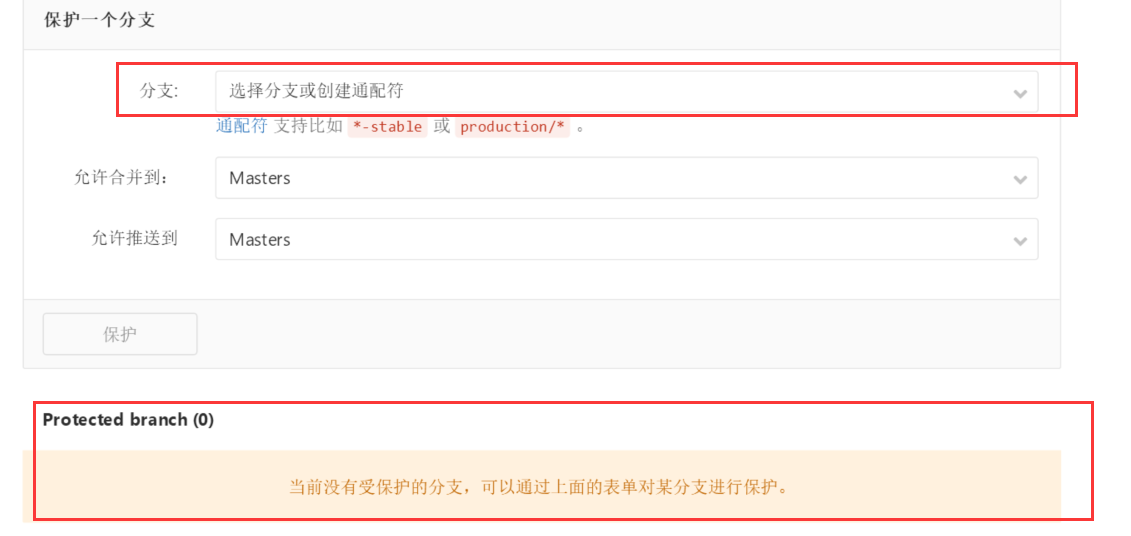 保护一个分支
分支: 选择分支或创建通配符
通配符 支持比如 *-stable 或 production/* 。
允许合并到： Masters
允许推送到 Masters
保护
Protected branch (0)
当前没有受保护的分支，可以通过上面的表单对某分支进行保护。